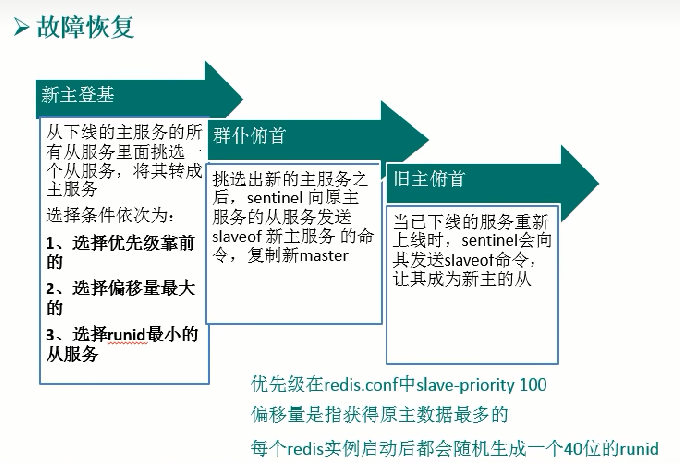 故障恢复
新主登基
从下线的主服务的所
有从服务里面挑选一
个从服务，将其转成
主服务
选择条件依次为：
1、选择优先级靠前
的
2、选择偏移量最大
的
3、选择runid最小的
从服务
群仆俯首
挑选出新的主服务之
后，sentinel 向原主
服务的从服务发送
slaveof 新主服务 的命
令，复制新master
旧主俯首
当已下线的服务重新
上线时，sentinel会向
其发送slaveof命令，
让其成为新主的从
优先级在redis.conf中slave-priority 100
偏移量是指获得原主数据最多的
每个redis实例启动后都会随机生成一个40位的runid